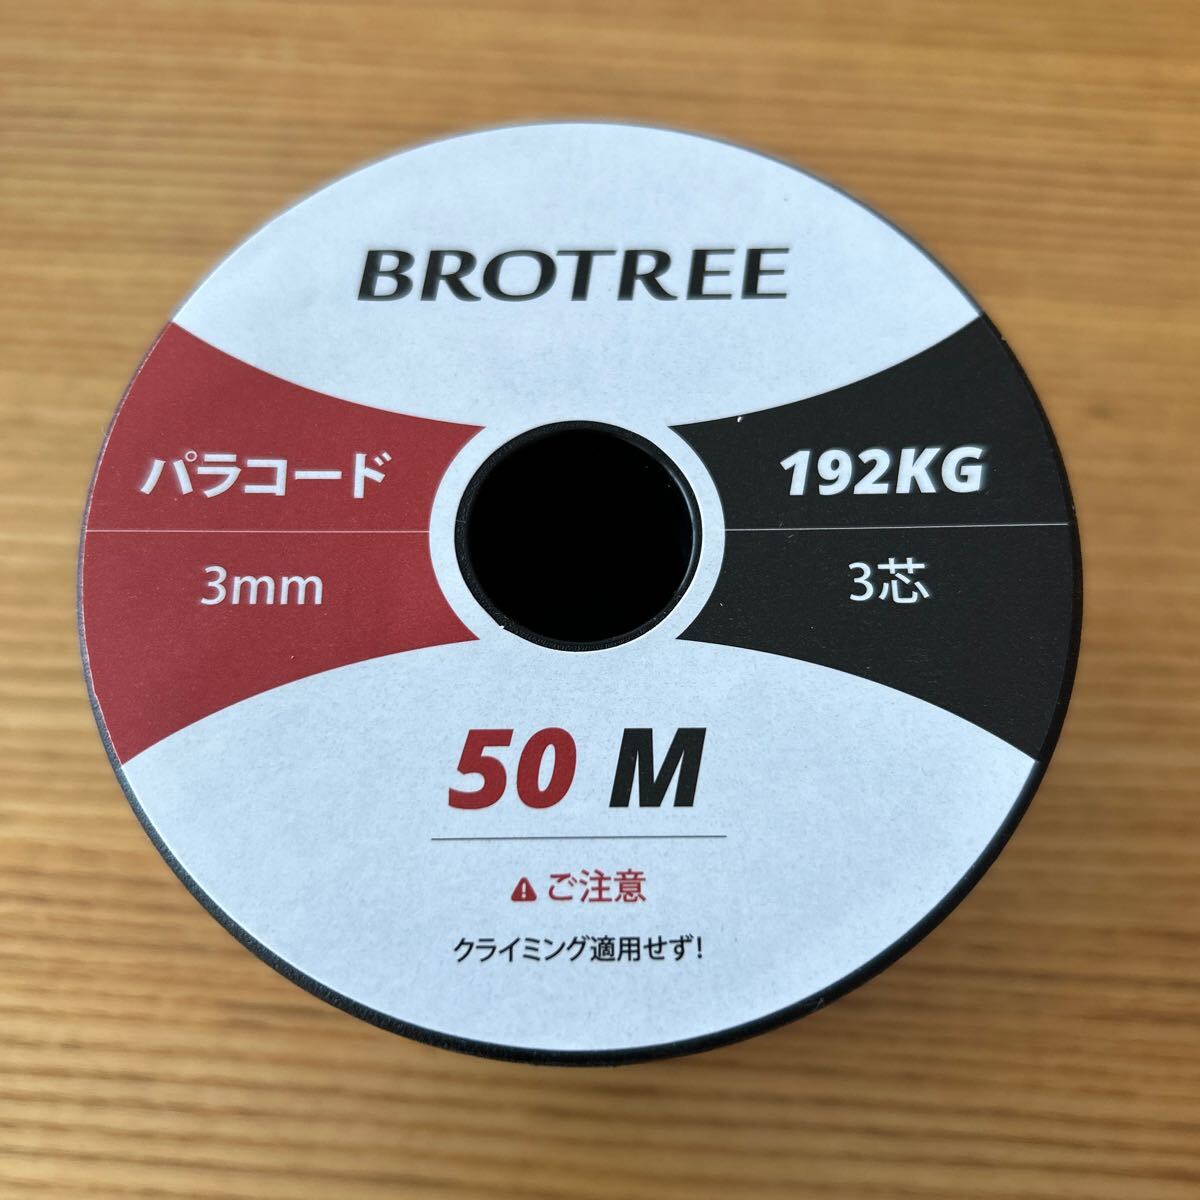 BROTREE
パラコード
3mm
192KG
3芯
50 M
ご注意
クライミング適用せず!